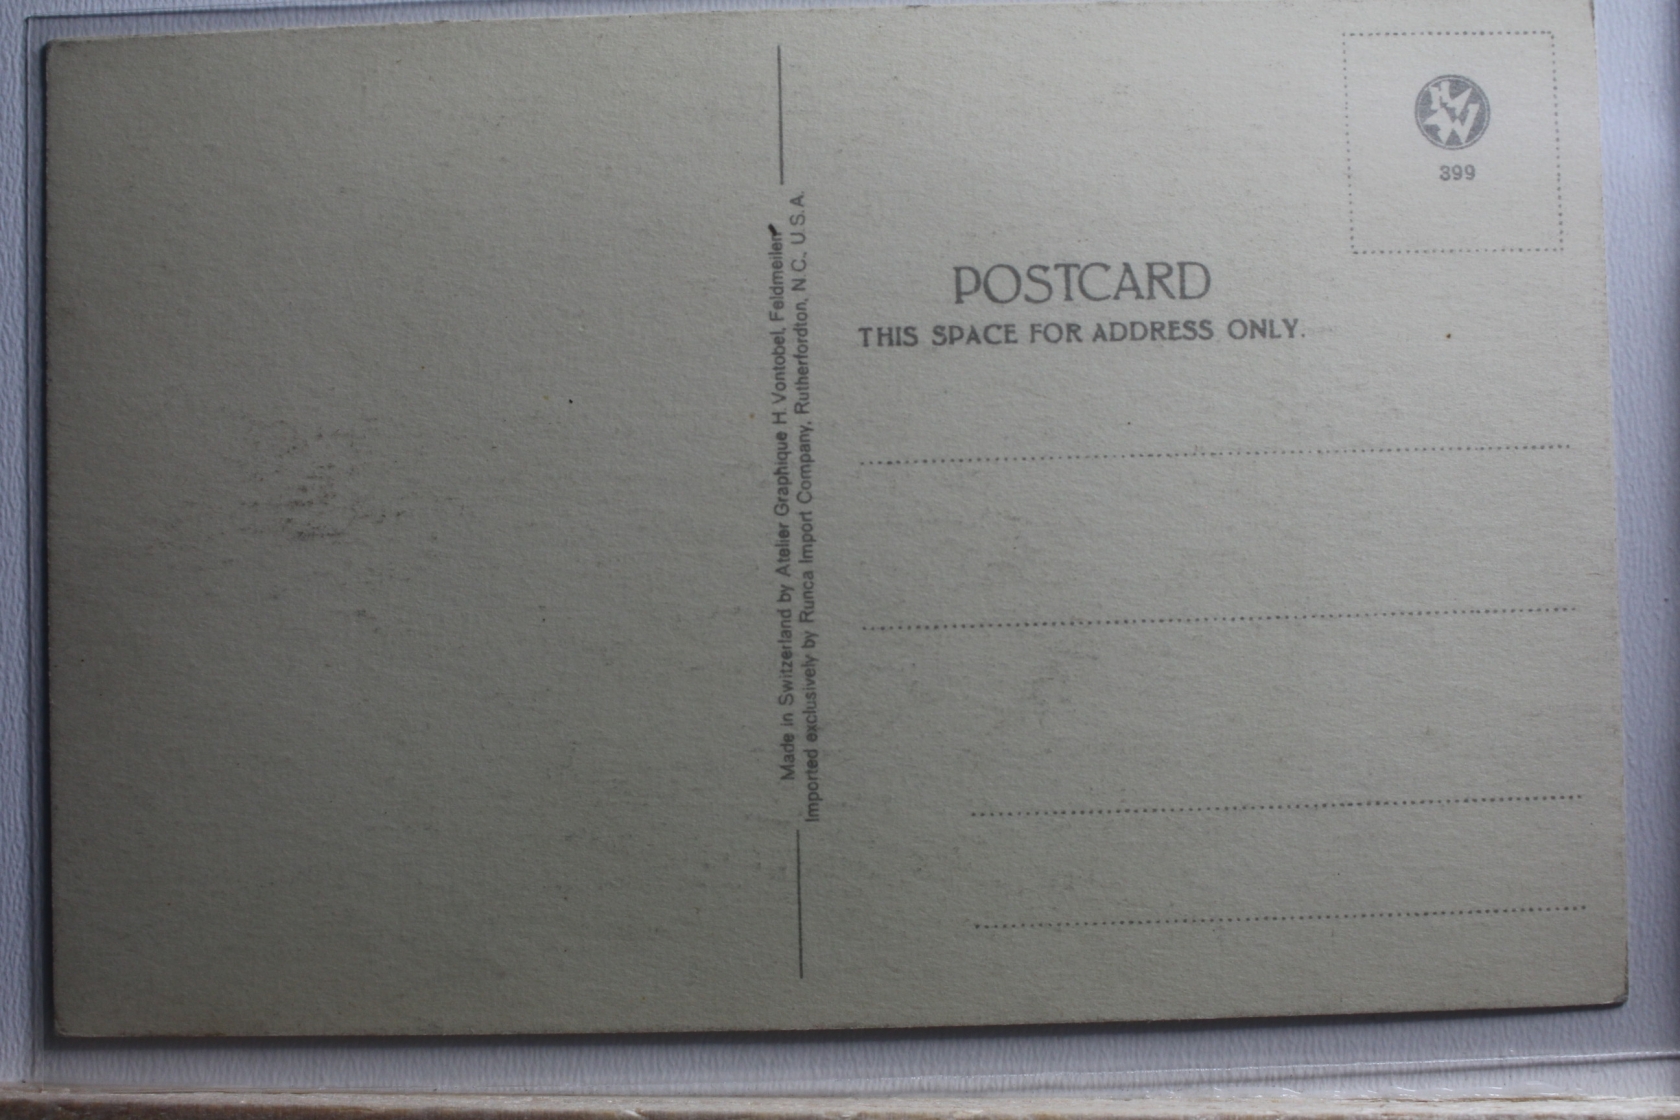 Made in Switzerland by Atelier Graphique H. Vontobel, Feldmeilen
Imported exclusively by Runca Import Company, Rutherfordton, N.C., U.S.A.
399
POSTCARD
THIS SPACE FOR ADDRESS ONLY.